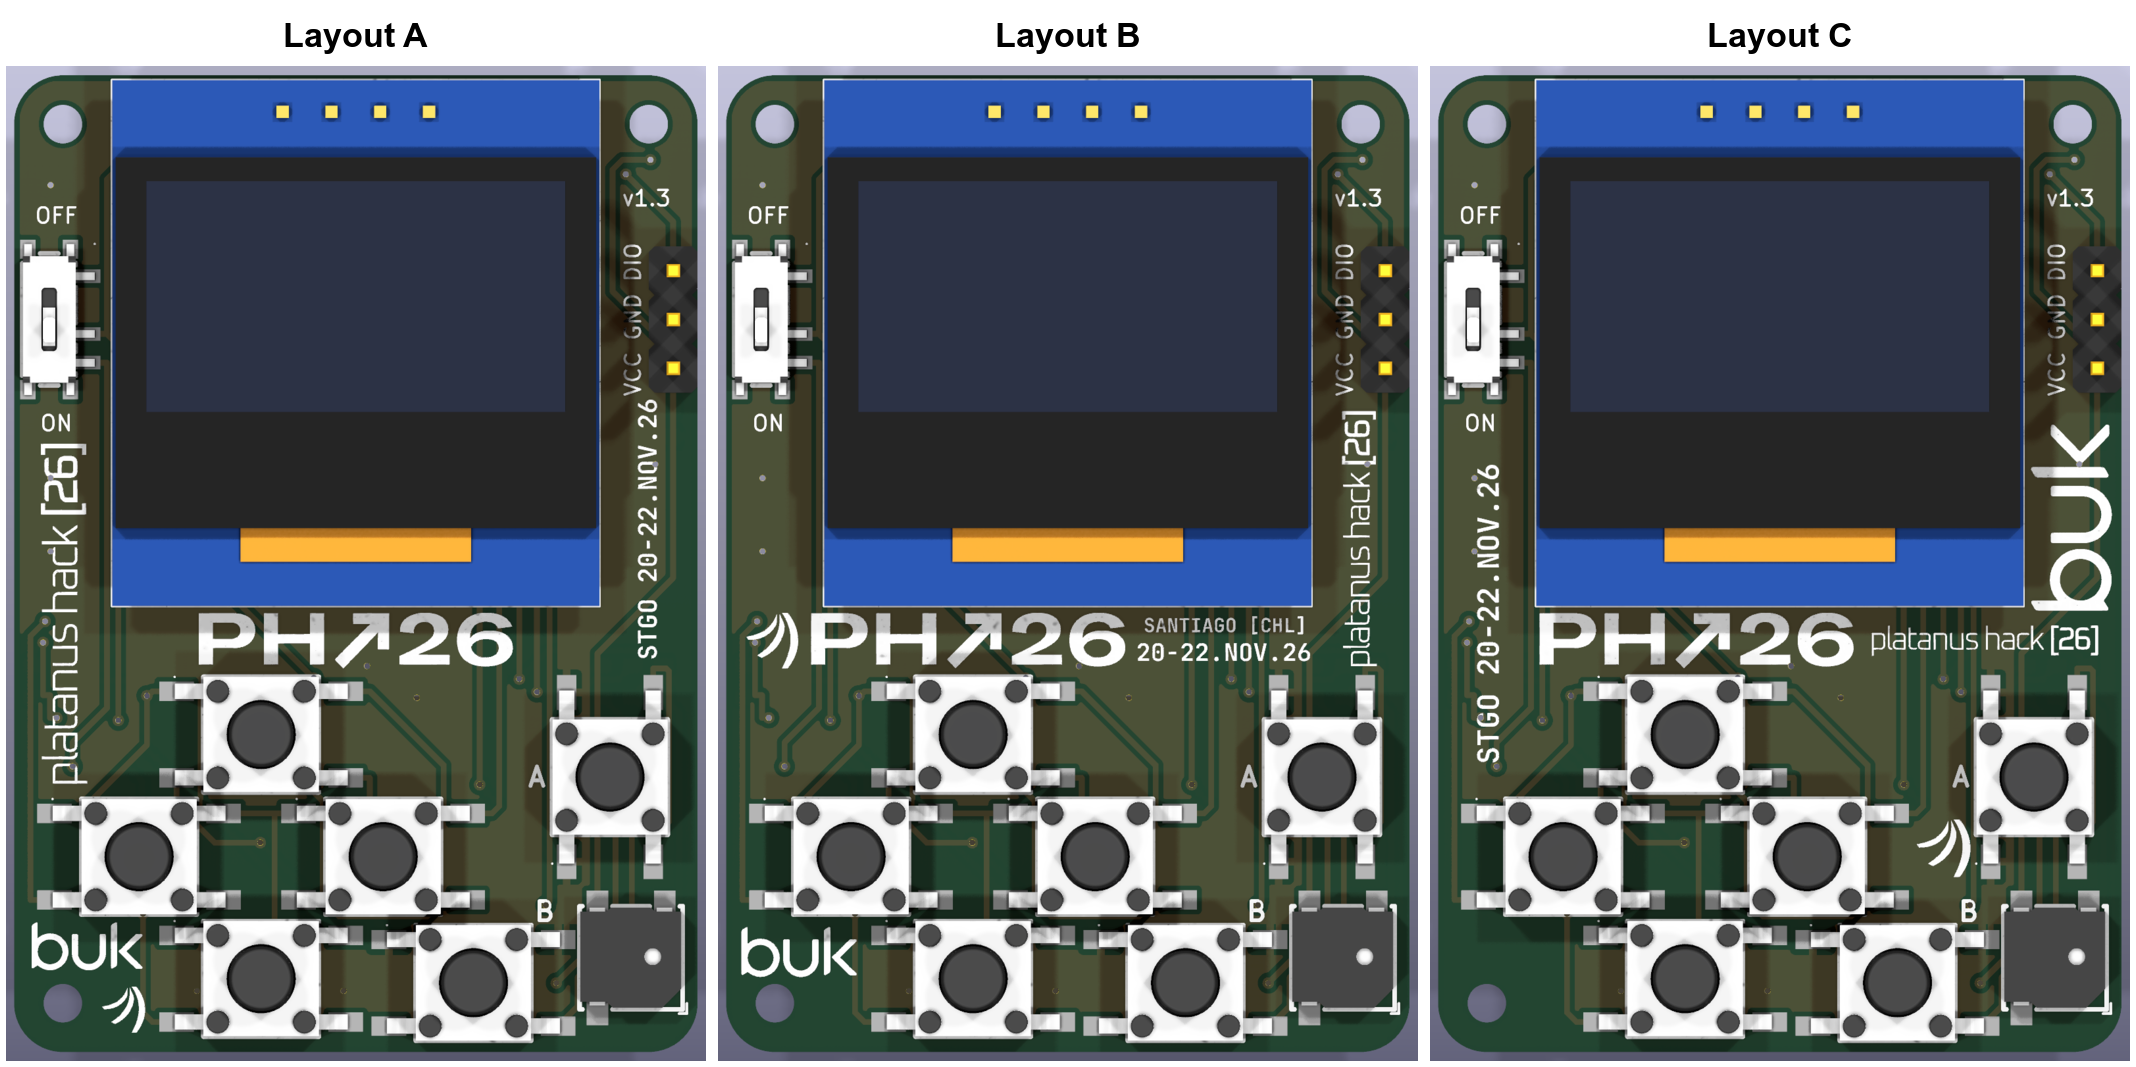 Layout A
OFF
ON
v1.3
VCC GND DIO
platanus hack [26]
STGO 20-22.NOV.26
PH↗26
A
B
buk
Layout B
OFF
ON
v1.3
VCC GND DIO
platanus hack [26]
PH↗26
SANTIAGO [CHL]
20-22.NOV.26
A
B
buk
Layout C
OFF
ON
v1.3
VCC GND DIO
buk
STGO 20-22.NOV.26
PH↗26
platanus hack [26]
A
B